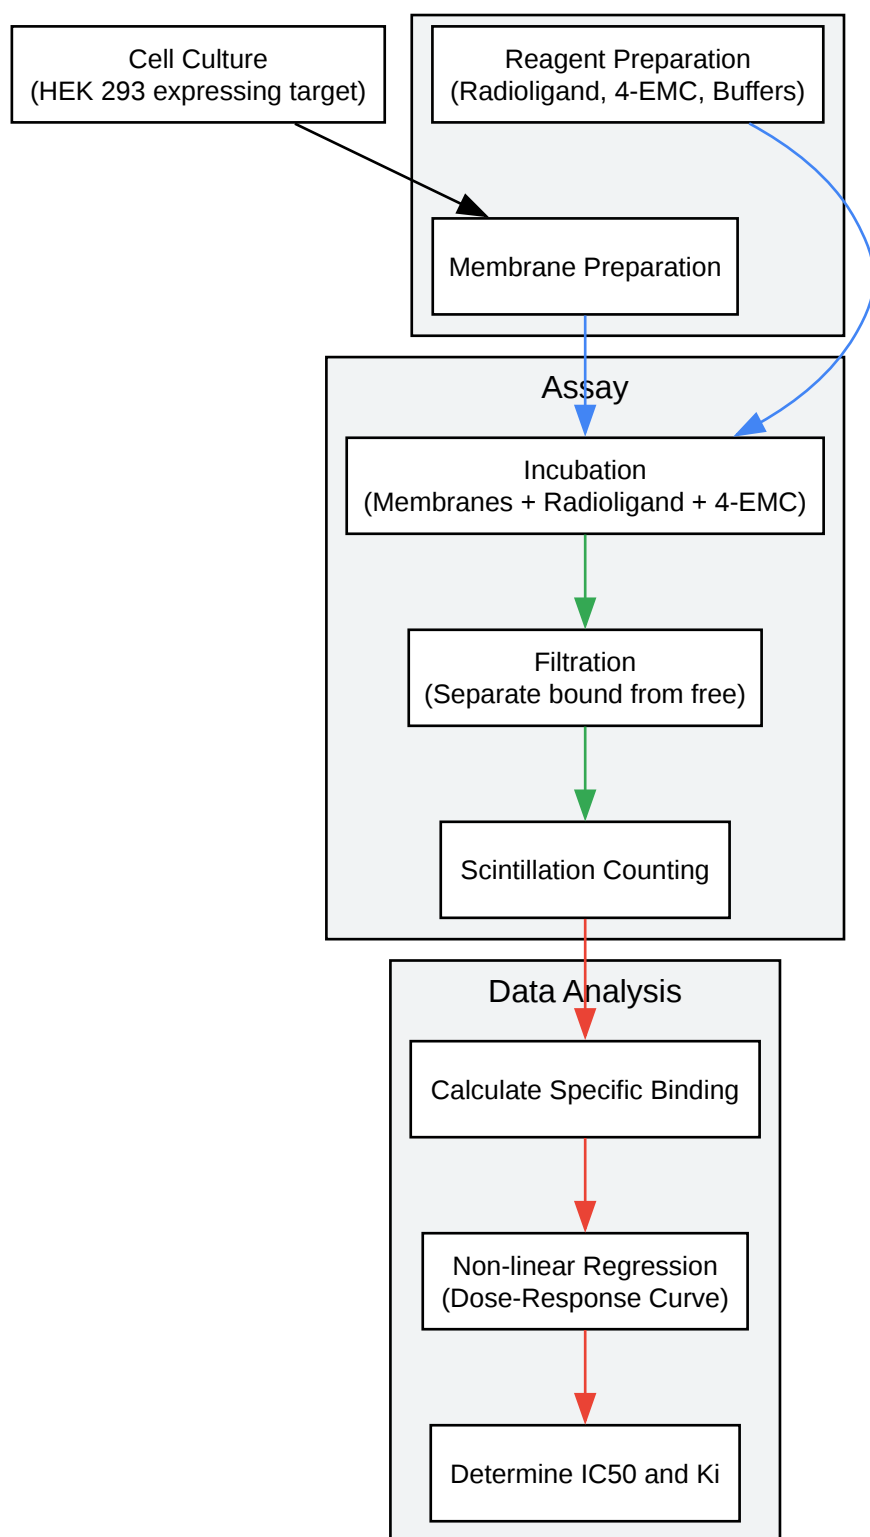 Cell Culture
(HEK 293 expressing target)
Reagent Preparation
(Radioligand, 4-EMC, Buffers)
Membrane Preparation
Assay
Incubation
(Membranes + Radioligand + 4-EMC)
Filtration
(Separate bound from free)
Scintillation Counting
Data Analysis
Calculate Specific Binding
Non-linear Regression
(Dose-Response Curve)
Determine IC50 and Ki